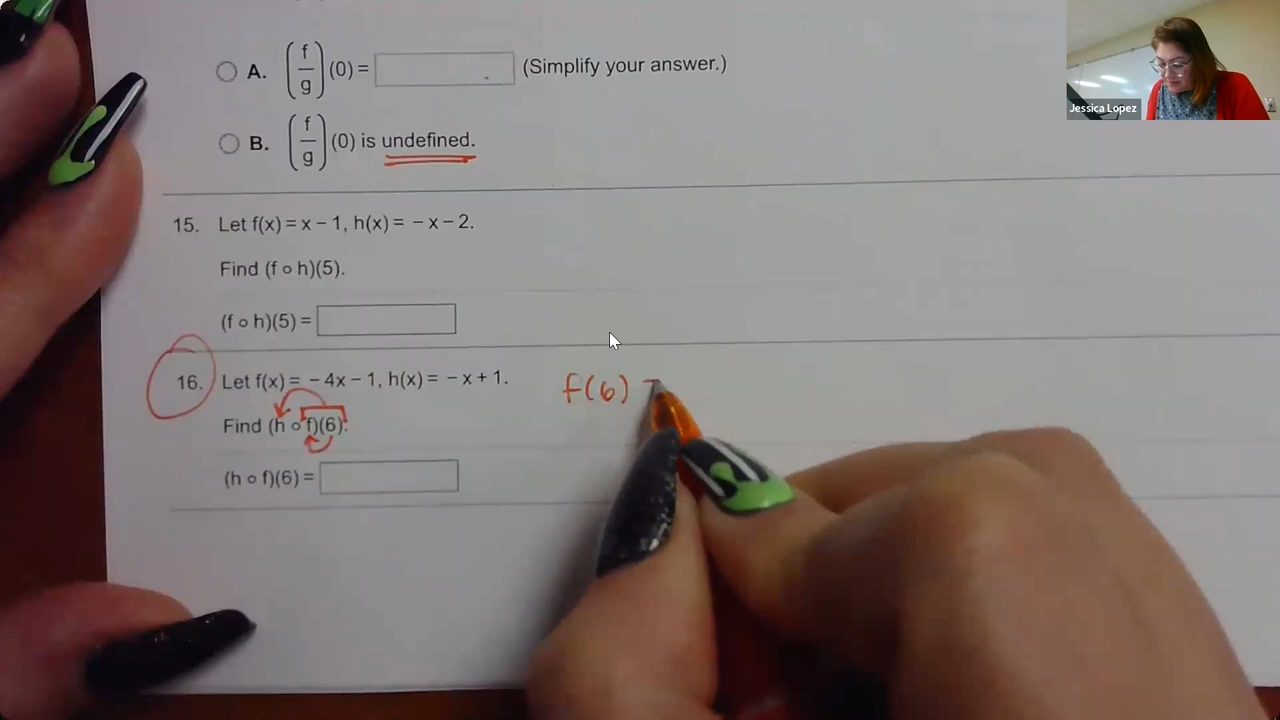 A. (f/g)(0) = (Simplify your answer.)
Jessica Lopez
B. (f/g)(0) is undefined.
15. Let f(x) = x − 1, h(x) = − x − 2.
Find (f ∘ h)(5).
(f ∘ h)(5) =
16. Let f(x) = − 4x − 1, h(x) = − x + 1.
f(6) =
Find (h ∘ f)(6).
(h ∘ f)(6) =